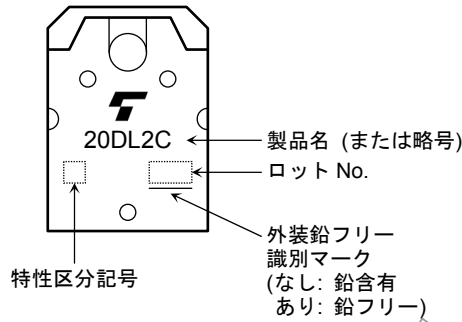 20DL2C
製品名 (または略号)
ロット No.
外装鉛フリー
識別マーク
(なし: 鉛含有
あり: 鉛フリー)
特性区分記号